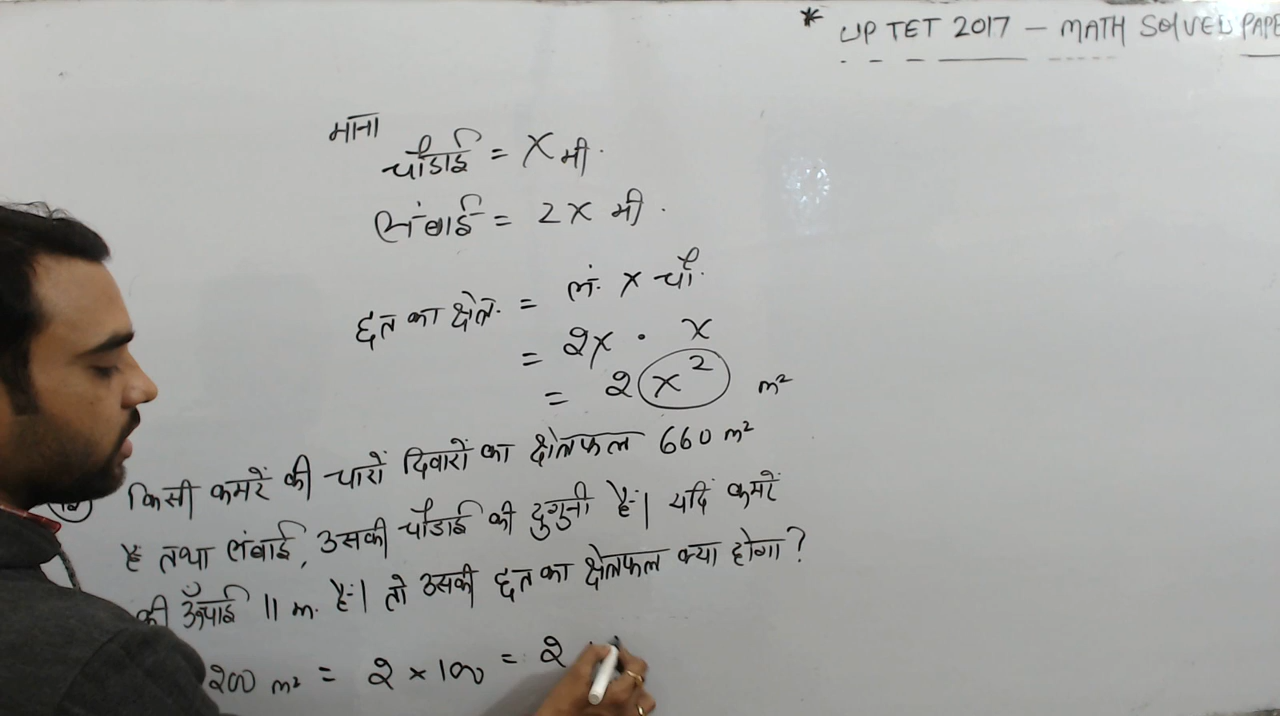 * UP TET 2017 - MATH SOLVED PAPE
माना
चौडाई = x मी.
लंबाई = 2x मी.
छत का क्षेत्र. = लं. x चौ.
= 2x . x
= 2 x² m²
किसी कमरें की चारों दिवारों का क्षेत्रफल 660 m²
है तथा लंबाई, उसकी चौडाई की दुगुनी है। यदि कमरें
की ऊँचाई 11 m. है। तो उसकी छत का क्षेत्रफल क्या होगा?
200 m² = 2 × 100 = 2